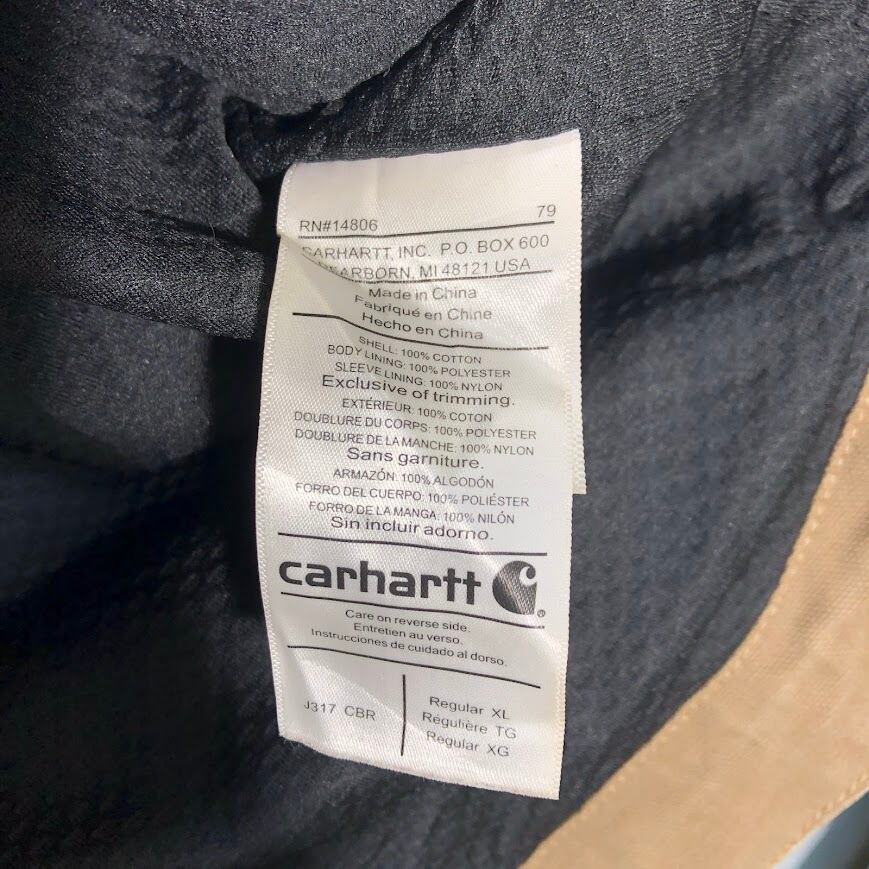 RN#14806 79
CARHARTT, INC. P.O. BOX 600
DEARBORN, MI 48121 USA
Made in China
Fabriqué en Chine
Hecho en China
SHELL: 100% COTTON
BODY LINING: 100% POLYESTER
SLEEVE LINING: 100% NYLON
Exclusive of trimming.
EXTÉRIEUR: 100% COTON
DOUBLURE DU CORPS: 100% POLYESTER
DOUBLURE DE LA MANCHE: 100% NYLON
Sans garniture.
ARMAZÓN: 100% ALGODÓN
FORRO DEL CUERPO: 100% POLIÉSTER
FORRO DE LA MANGA: 100% NILÓN
Sin incluir adorno.
carhartt ®
Care on reverse side.
Entretien au verso.
Instrucciones de cuidado al dorso.
J317 CBR
Regular XL
Régulière TG
Regular XG